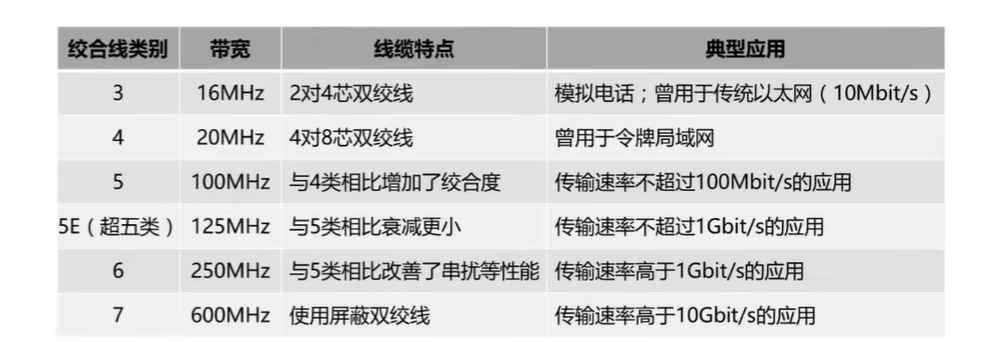 绞合线类别 带宽 线缆特点 典型应用
3 16MHz 2对4芯双绞线 模拟电话；曾用于传统以太网（10Mbit/s）
4 20MHz 4对8芯双绞线 曾用于令牌局域网
5 100MHz 与4类相比增加了绞合度 传输速率不超过100Mbit/s的应用
5E（超五类） 125MHz 与5类相比衰减更小 传输速率不超过1Gbit/s的应用
6 250MHz 与5类相比改善了串扰等性能 传输速率高于1Gbit/s的应用
7 600MHz 使用屏蔽双绞线 传输速率高于10Gbit/s的应用